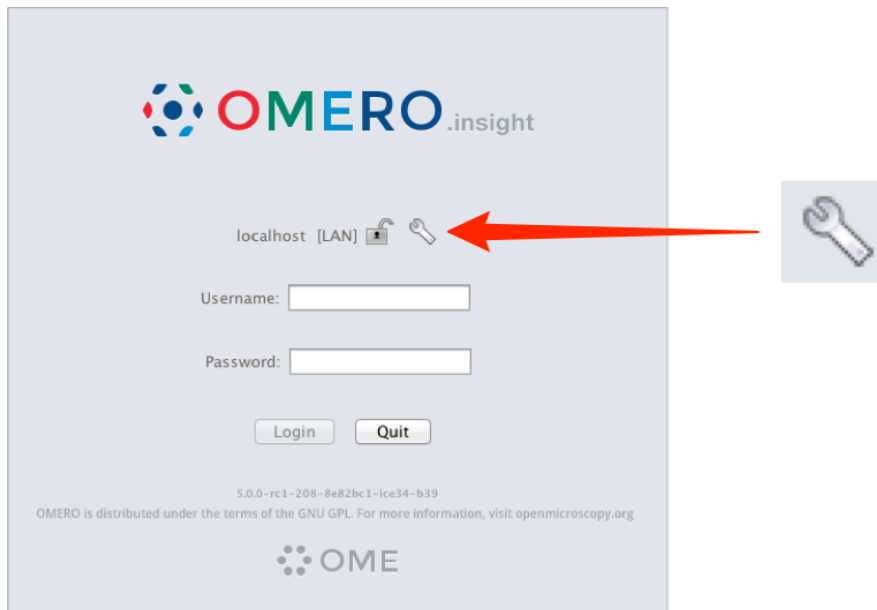 OMERO.insight
localhost [LAN]
Username:
Password:
Login Quit
5.0.0-rc1-208-8e82bc1-ice34-b39
OMERO is distributed under the terms of the GNU GPL. For more information, visit openmicroscopy.org
OME